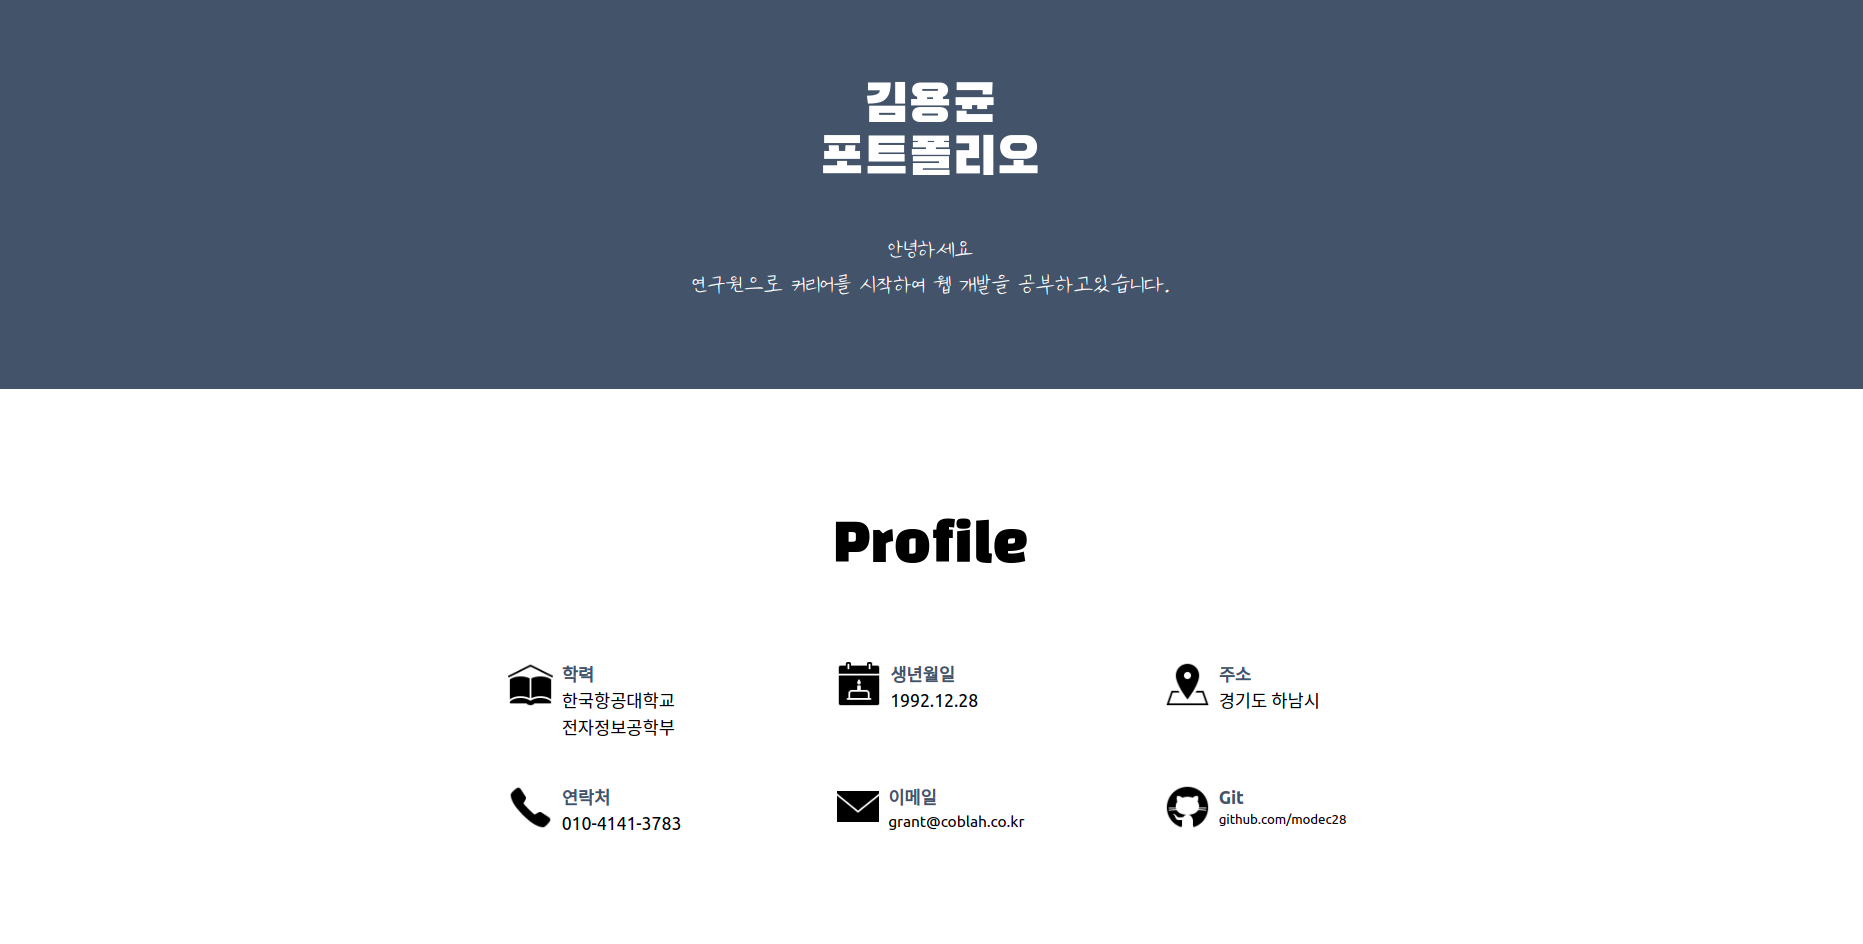 김용균
포트폴리오
안녕하세요
연구원으로 커리어를 시작하여 웹 개발을 공부하고있습니다.
Profile
학력
한국항공대학교
전자정보공학부
생년월일
1992.12.28
주소
경기도 하남시
연락처
010-4141-3783
이메일
grant@coblah.co.kr
Git
github.com/modec28